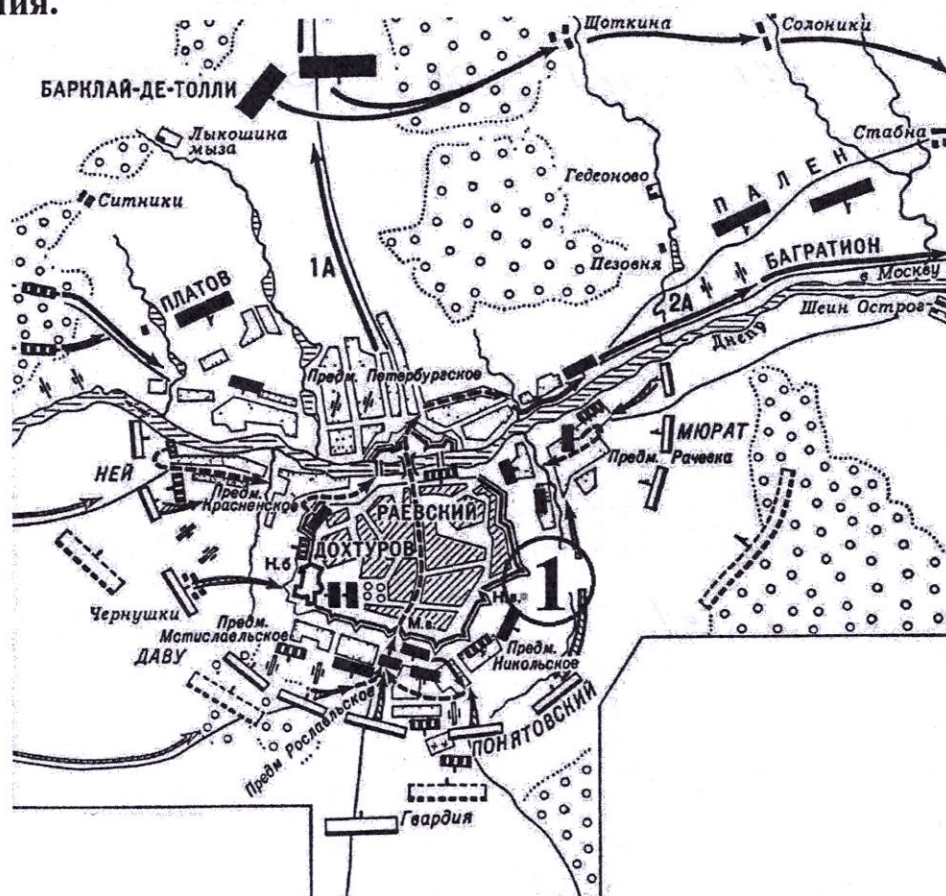 ния.
Щоткина
Солоники
БАРКЛАЙ-ДЕ-ТОЛЛИ
Лыкошина
мыза
Стабна
Гедеоново
ПАЛЕН
Ситники
1А
Пезовня
БАГРАТИОН
в Москву
ПЛАТОВ
2А
Шеин Остров
Днепр
Предм. Петербургское
МЮРАТ
НЕЙ
Предм. Рачевка
Предм.
Красненское
РАЕВСКИЙ
ДОХТУРОВ
Н.б
1
Чернушки
М.в.
Предм.
Мстиславльское
ДАВУ
Предм.
Никольское
Предм Рославльское
ПОНЯТОВСКИЙ
Гвардия